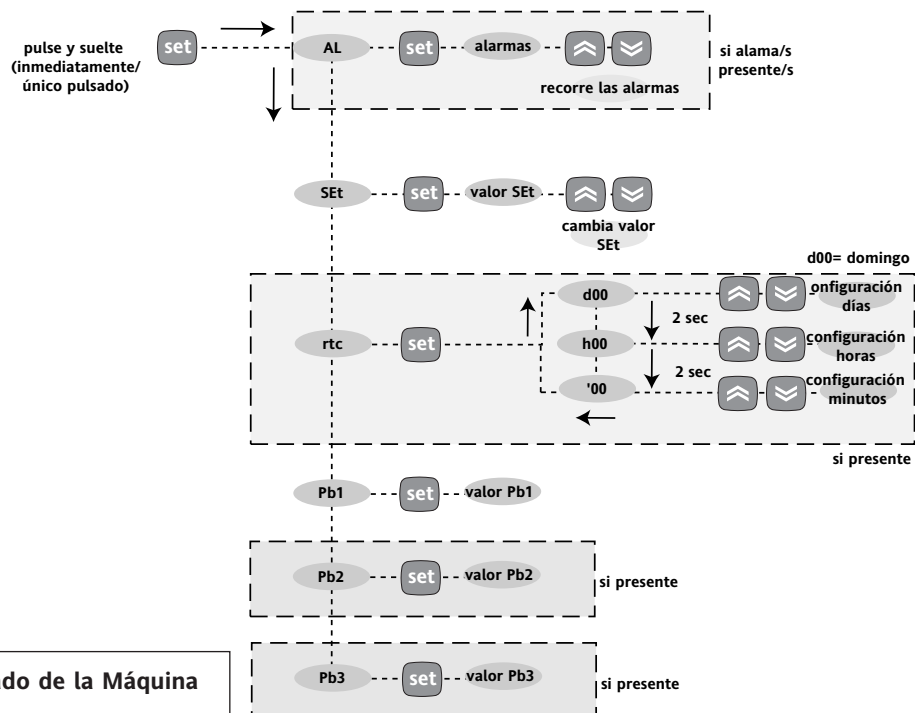 pulse y suelte
(inmediatamente/
único pulsado)
set
AL
set
alarmas
recorre las alarmas
si alama/s
presente/s
SEt
set
valor SEt
cambia valor
SEt
d00= domingo
rtc
set
d00
2 sec
onfiguración
días
h00
2 sec
configuración
horas
'00
configuración
minutos
si presente
Pb1
set
valor Pb1
Pb2
set
valor Pb2
si presente
Pb3
set
valor Pb3
si presente
do de la Máquina